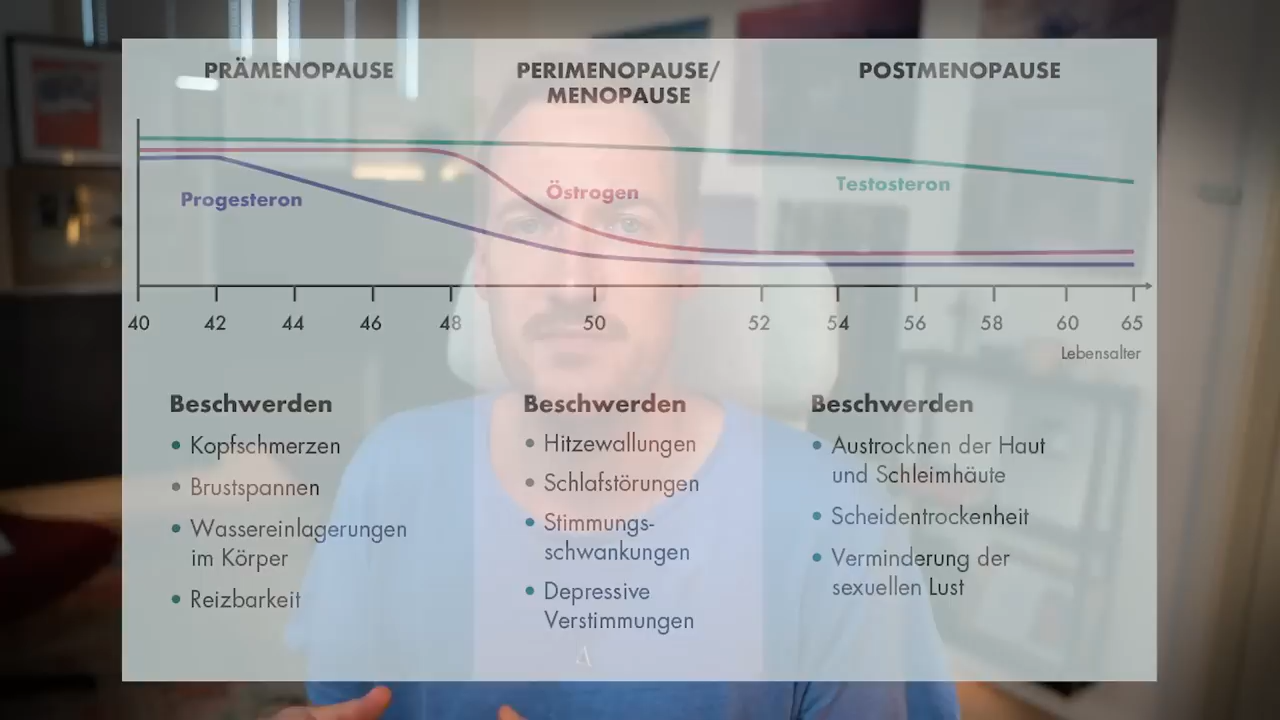 PRÄMENOPAUSE
PERIMENOPAUSE/
MENOPAUSE
POSTMENOPAUSE
Progesteron
Östrogen
Testosteron
40 42 44 46 48 50 52 54 56 58 60 65
Lebensalter
Beschwerden
• Kopfschmerzen
• Brustspannen
• Wassereinlagerungen
im Körper
• Reizbarkeit
Beschwerden
• Hitzewallungen
• Schlafstörungen
• Stimmungs-
schwankungen
• Depressive
Verstimmungen
Beschwerden
• Austrocknen der Haut
und Schleimhäute
• Scheidentrockenheit
• Verminderung der
sexuellen Lust
A